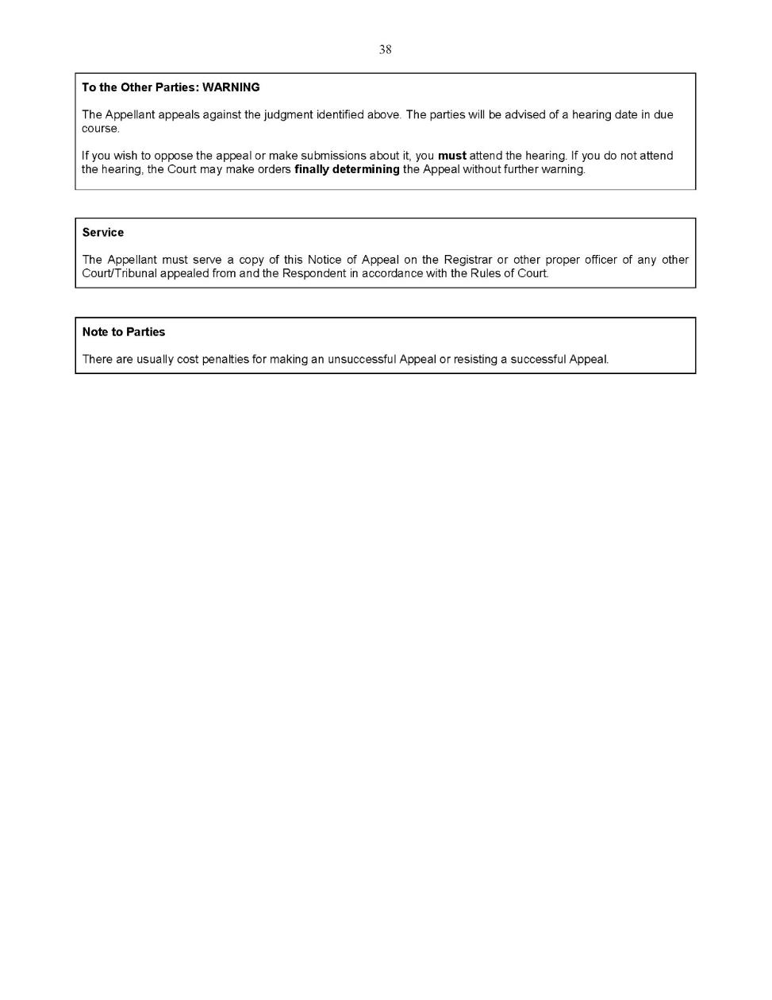 38
To the Other Parties: WARNING
The Appellant appeals against the judgment identified above. The parties will be advised of a hearing date in due
course.
If you wish to oppose the appeal or make submissions about it, you must attend the hearing. If you do not attend
the hearing, the Court may make orders finally determining the Appeal without further warning.
Service
The Appellant must serve a copy of this Notice of Appeal on the Registrar or other proper officer of any other
Court/Tribunal appealed from and the Respondent in accordance with the Rules of Court.
Note to Parties
There are usually cost penalties for making an unsuccessful Appeal or resisting a successful Appeal.